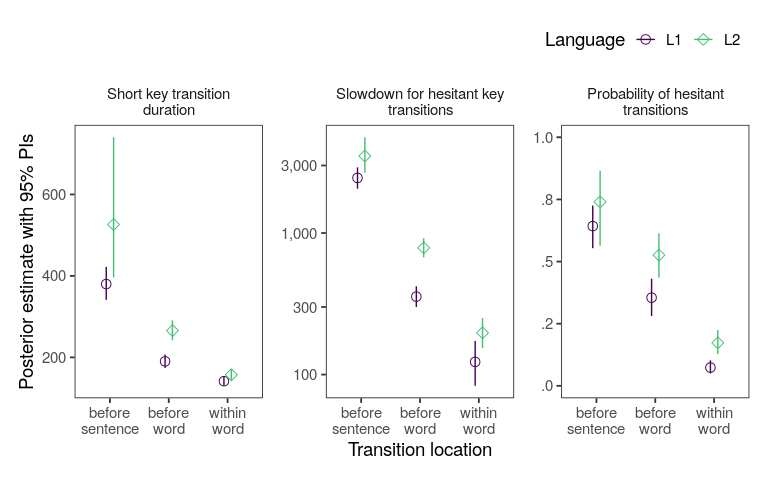 Language L1 L2
Short key transition
duration
Slowdown for hesitant key
transitions
Probability of hesitant
transitions
Posterior estimate with 95% PIs
600
400
200
3,000
1,000
300
100
1.0
.8
.5
.2
.0
before
sentence
before
word
within
word
before
sentence
before
word
within
word
before
sentence
before
word
within
word
Transition location